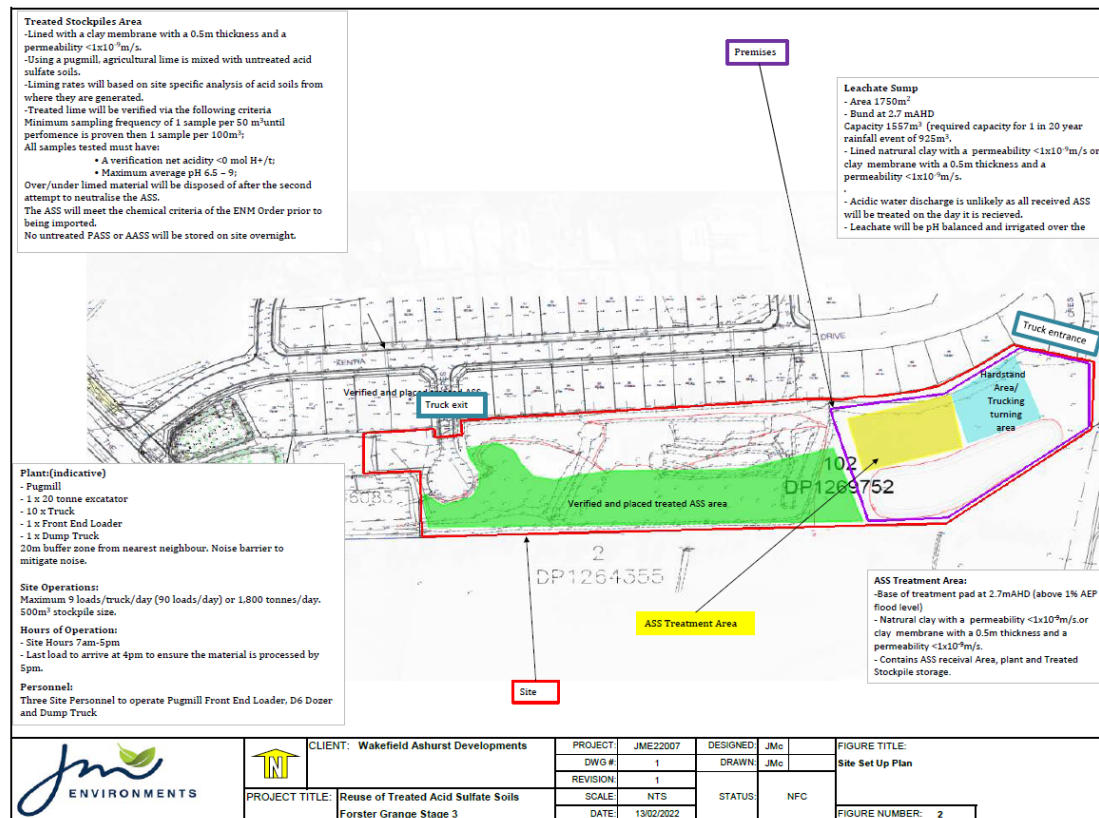 Treated Stockpiles Area
-Lined with a clay membrane with a 0.5m thickness and a
permeability <1x10⁻⁹m/s.
-Using a pugmill, agricultural lime is mixed with untreated acid
sulfate soils.
-Liming rates will based on site specific analysis of acid soils from
where they are generated.
-Treated lime will be verified via the following criteria
Minimum sampling frequency of 1 sample per 50 m³until
perfomence is proven then 1 sample per 100m³;
All samples tested must have:
• A verification net acidity <0 mol H+/t;
• Maximum average pH 6.5 – 9;
Over/under limed material will be disposed of after the second
attempt to neutralise the ASS.
The ASS will meet the chemical criteria of the ENM Order prior to
being imported.
No untreated PASS or AASS will be stored on site overnight.
Premises
Leachate Sump
- Area 1750m²
- Bund at 2.7 mAHD
Capacity 1557m³ (required capacity for 1 in 20 year
rainfall event of 925m³.
- Lined natrural clay with a permeability <1x10⁻⁹m/s or
clay membrane with a 0.5m thickness and a
permeability <1x10⁻⁹m/s.
.
- Acidic water discharge is unlikely as all received ASS
will be treated on the day it is recieved.
- Leachate will be pH balanced and irrigated over the
Truck entrance
CRES
DRIVE
KENTIA
Verified and placed
ASS
Truck exit
Hardstand
Area/
Trucking
turning
area
102
DP1269752
Verified and placed treated ASS area
2
DP1264355
Plant:(indicative)
- Pugmill
- 1 x 20 tonne excatator
- 10 x Truck
- 1 x Front End Loader
- 1 x Dump Truck
20m buffer zone from nearest neighbour. Noise barrier to
mitigate noise.
Site Operations:
Maximum 9 loads/truck/day (90 loads/day) or 1,800 tonnes/day.
500m³ stockpile size.
Hours of Operation:
- Site Hours 7am-5pm
- Last load to arrive at 4pm to ensure the material is processed by
5pm.
Personnel:
Three Site Personnel to operate Pugmill Front End Loader, D6 Dozer
and Dump Truck
ASS Treatment Area
Site
ASS Treatment Area:
-Base of treatment pad at 2.7mAHD (above 1% AEP
flood level)
- Natrural clay with a permeability <1x10⁻⁹m/s.or
clay membrane with a 0.5m thickness and a
permeability <1x10⁻⁹m/s.
- Contains ASS receival Area, plant and Treated
Stockpile storage.
jm
ENVIRONMENTS
N
CLIENT: Wakefield Ashurst Developments
PROJECT TITLE: Reuse of Treated Acid Sulfate Soils
Forster Grange Stage 3
PROJECT: JME22007
DWG #: 1
REVISION: 1
SCALE: NTS
DATE: 13/02/2022
DESIGNED: JMc
DRAWN: JMc
STATUS: NFC
FIGURE TITLE:
Site Set Up Plan
FIGURE NUMBER: 2